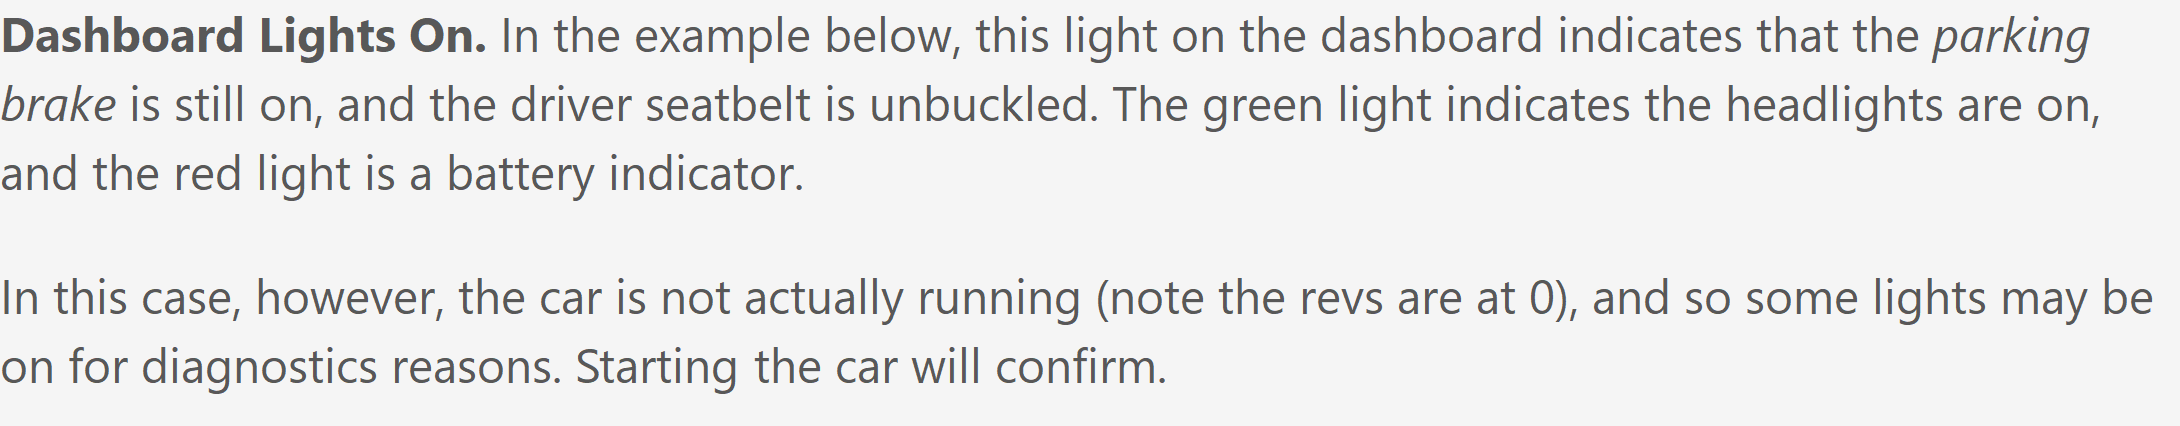 Dashboard Lights On. In the example below, this light on the dashboard indicates that the parking
brake is still on, and the driver seatbelt is unbuckled. The green light indicates the headlights are on,
and the red light is a battery indicator.
In this case, however, the car is not actually running (note the revs are at 0), and so some lights may be
on for diagnostics reasons. Starting the car will confirm.